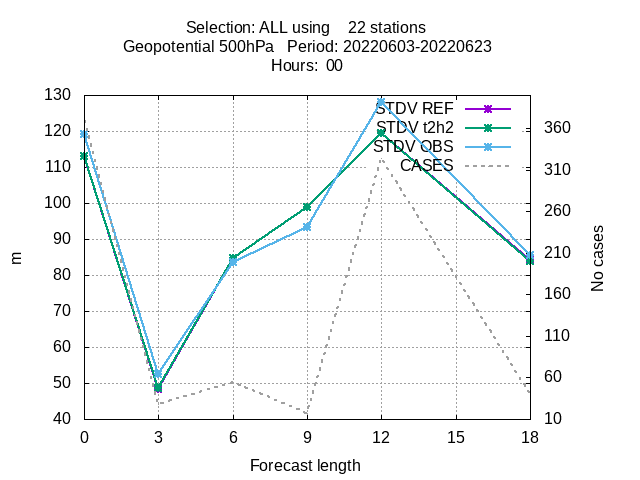 Selection: ALL using    22 stations
Geopotential 500hPa   Period: 20220603-20220623
Hours:  00
130
120
110
100
90
80
70
60
50
40
m
STDV REF
STDV t2h2
STDV OBS
CASES
360
310
260
210
160
110
60
10
No cases
0 3 6 9 12 15 18
Forecast length